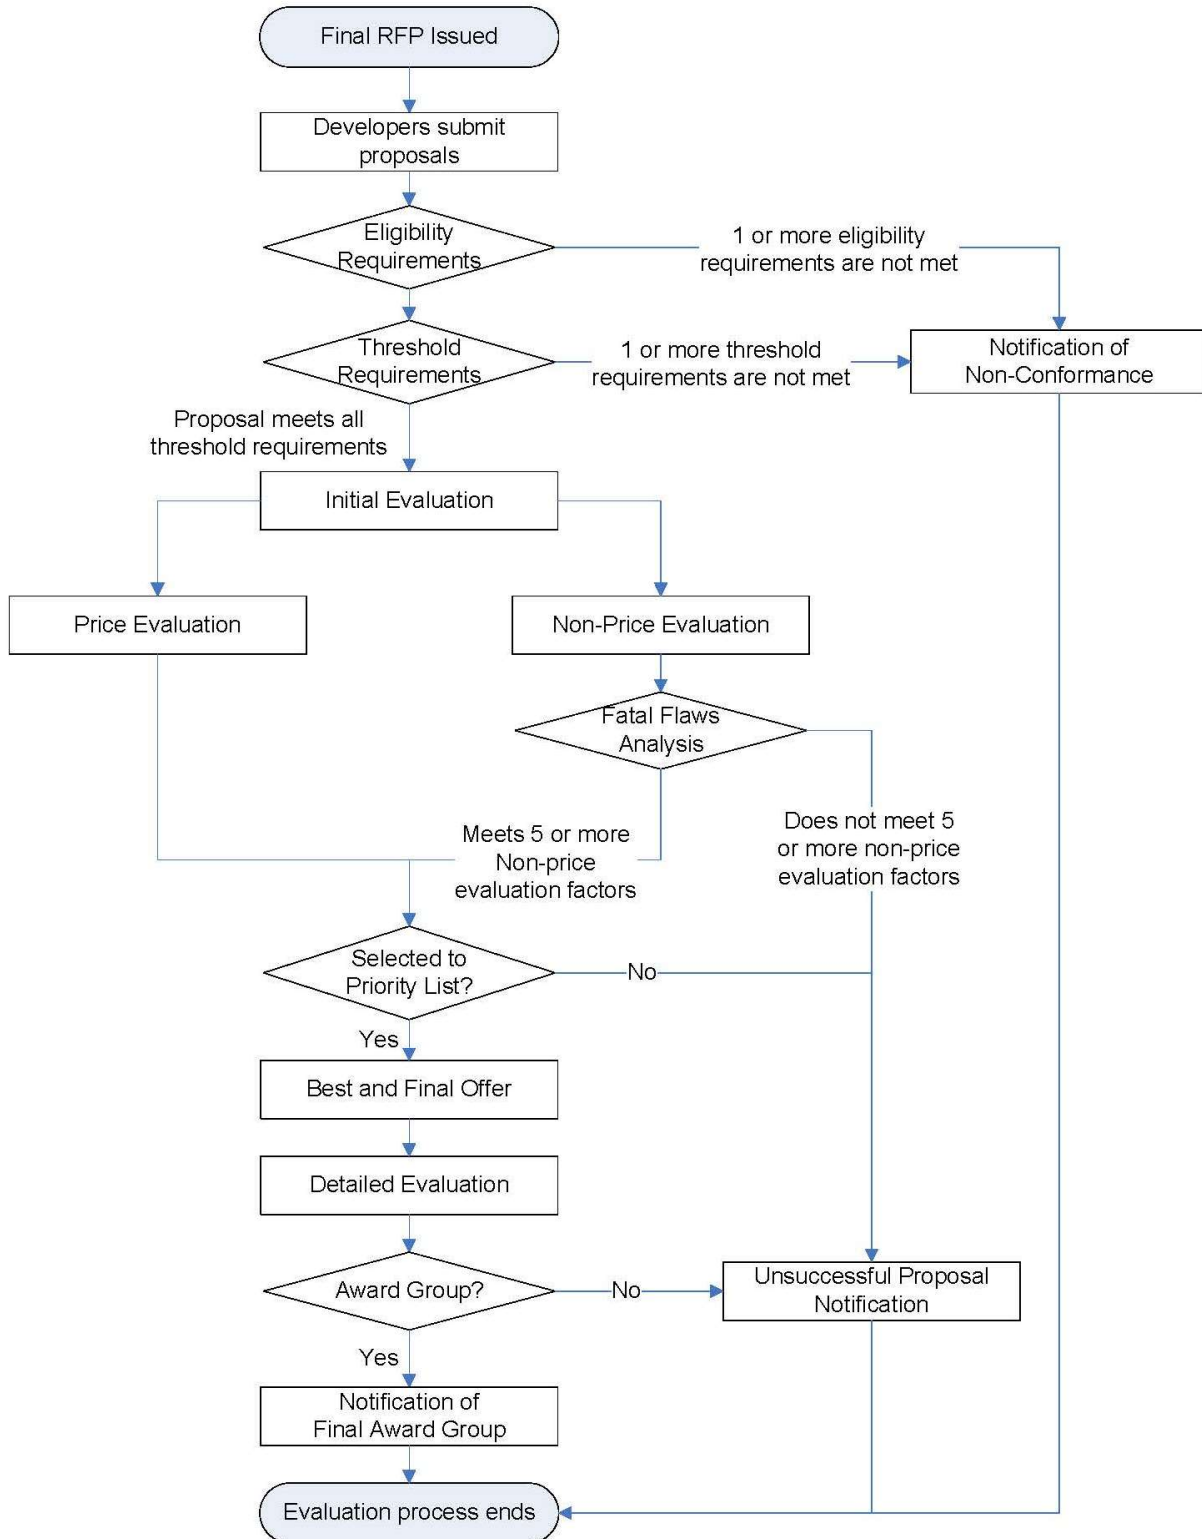 Final RFP Issued
Developers submit
proposals
Eligibility
Requirements
1 or more eligibility
requirements are not met
Threshold
Requirements
1 or more threshold
requirements are not met
Notification of
Non-Conformance
Proposal meets all
threshold requirements
Initial Evaluation
Price Evaluation
Non-Price Evaluation
Fatal Flaws
Analysis
Meets 5 or more
Non-price
evaluation factors
Does not meet 5
or more non-price
evaluation factors
Selected to
Priority List?
No
Yes
Best and Final Offer
Detailed Evaluation
Award Group?
No
Unsuccessful Proposal
Notification
Yes
Notification of
Final Award Group
Evaluation process ends